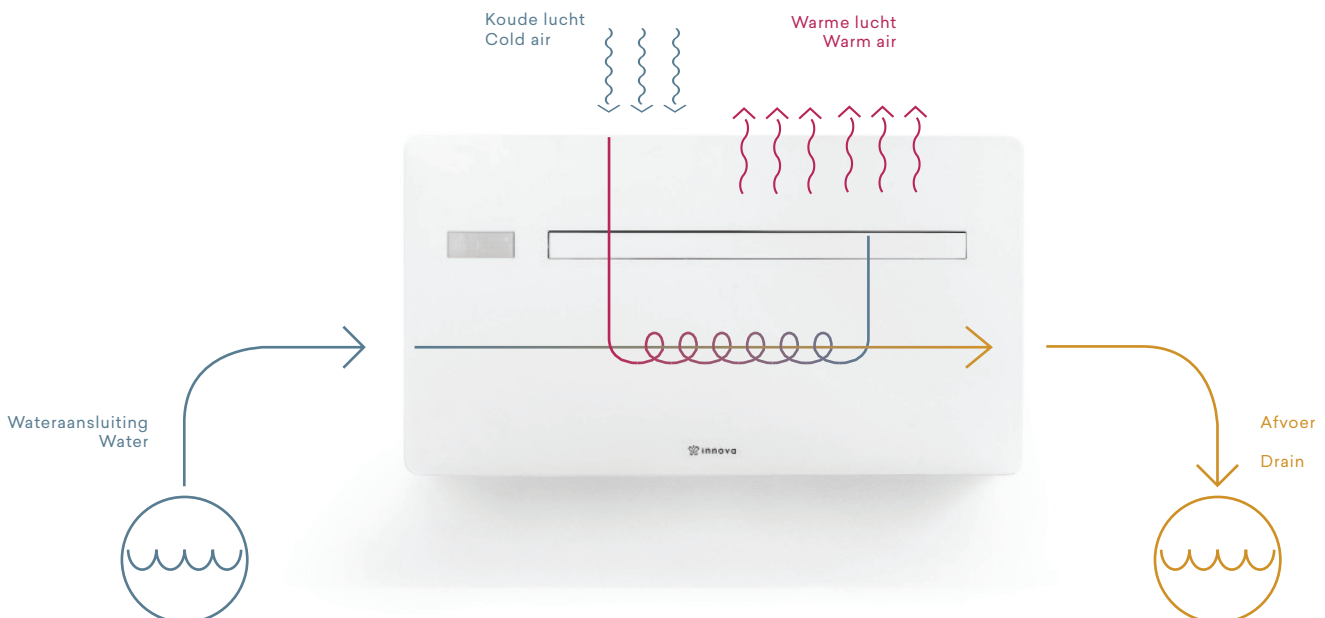 Koude lucht
Cold air
Warme lucht
Warm air
Wateraansluiting
Water
Afvoer
Drain
innova